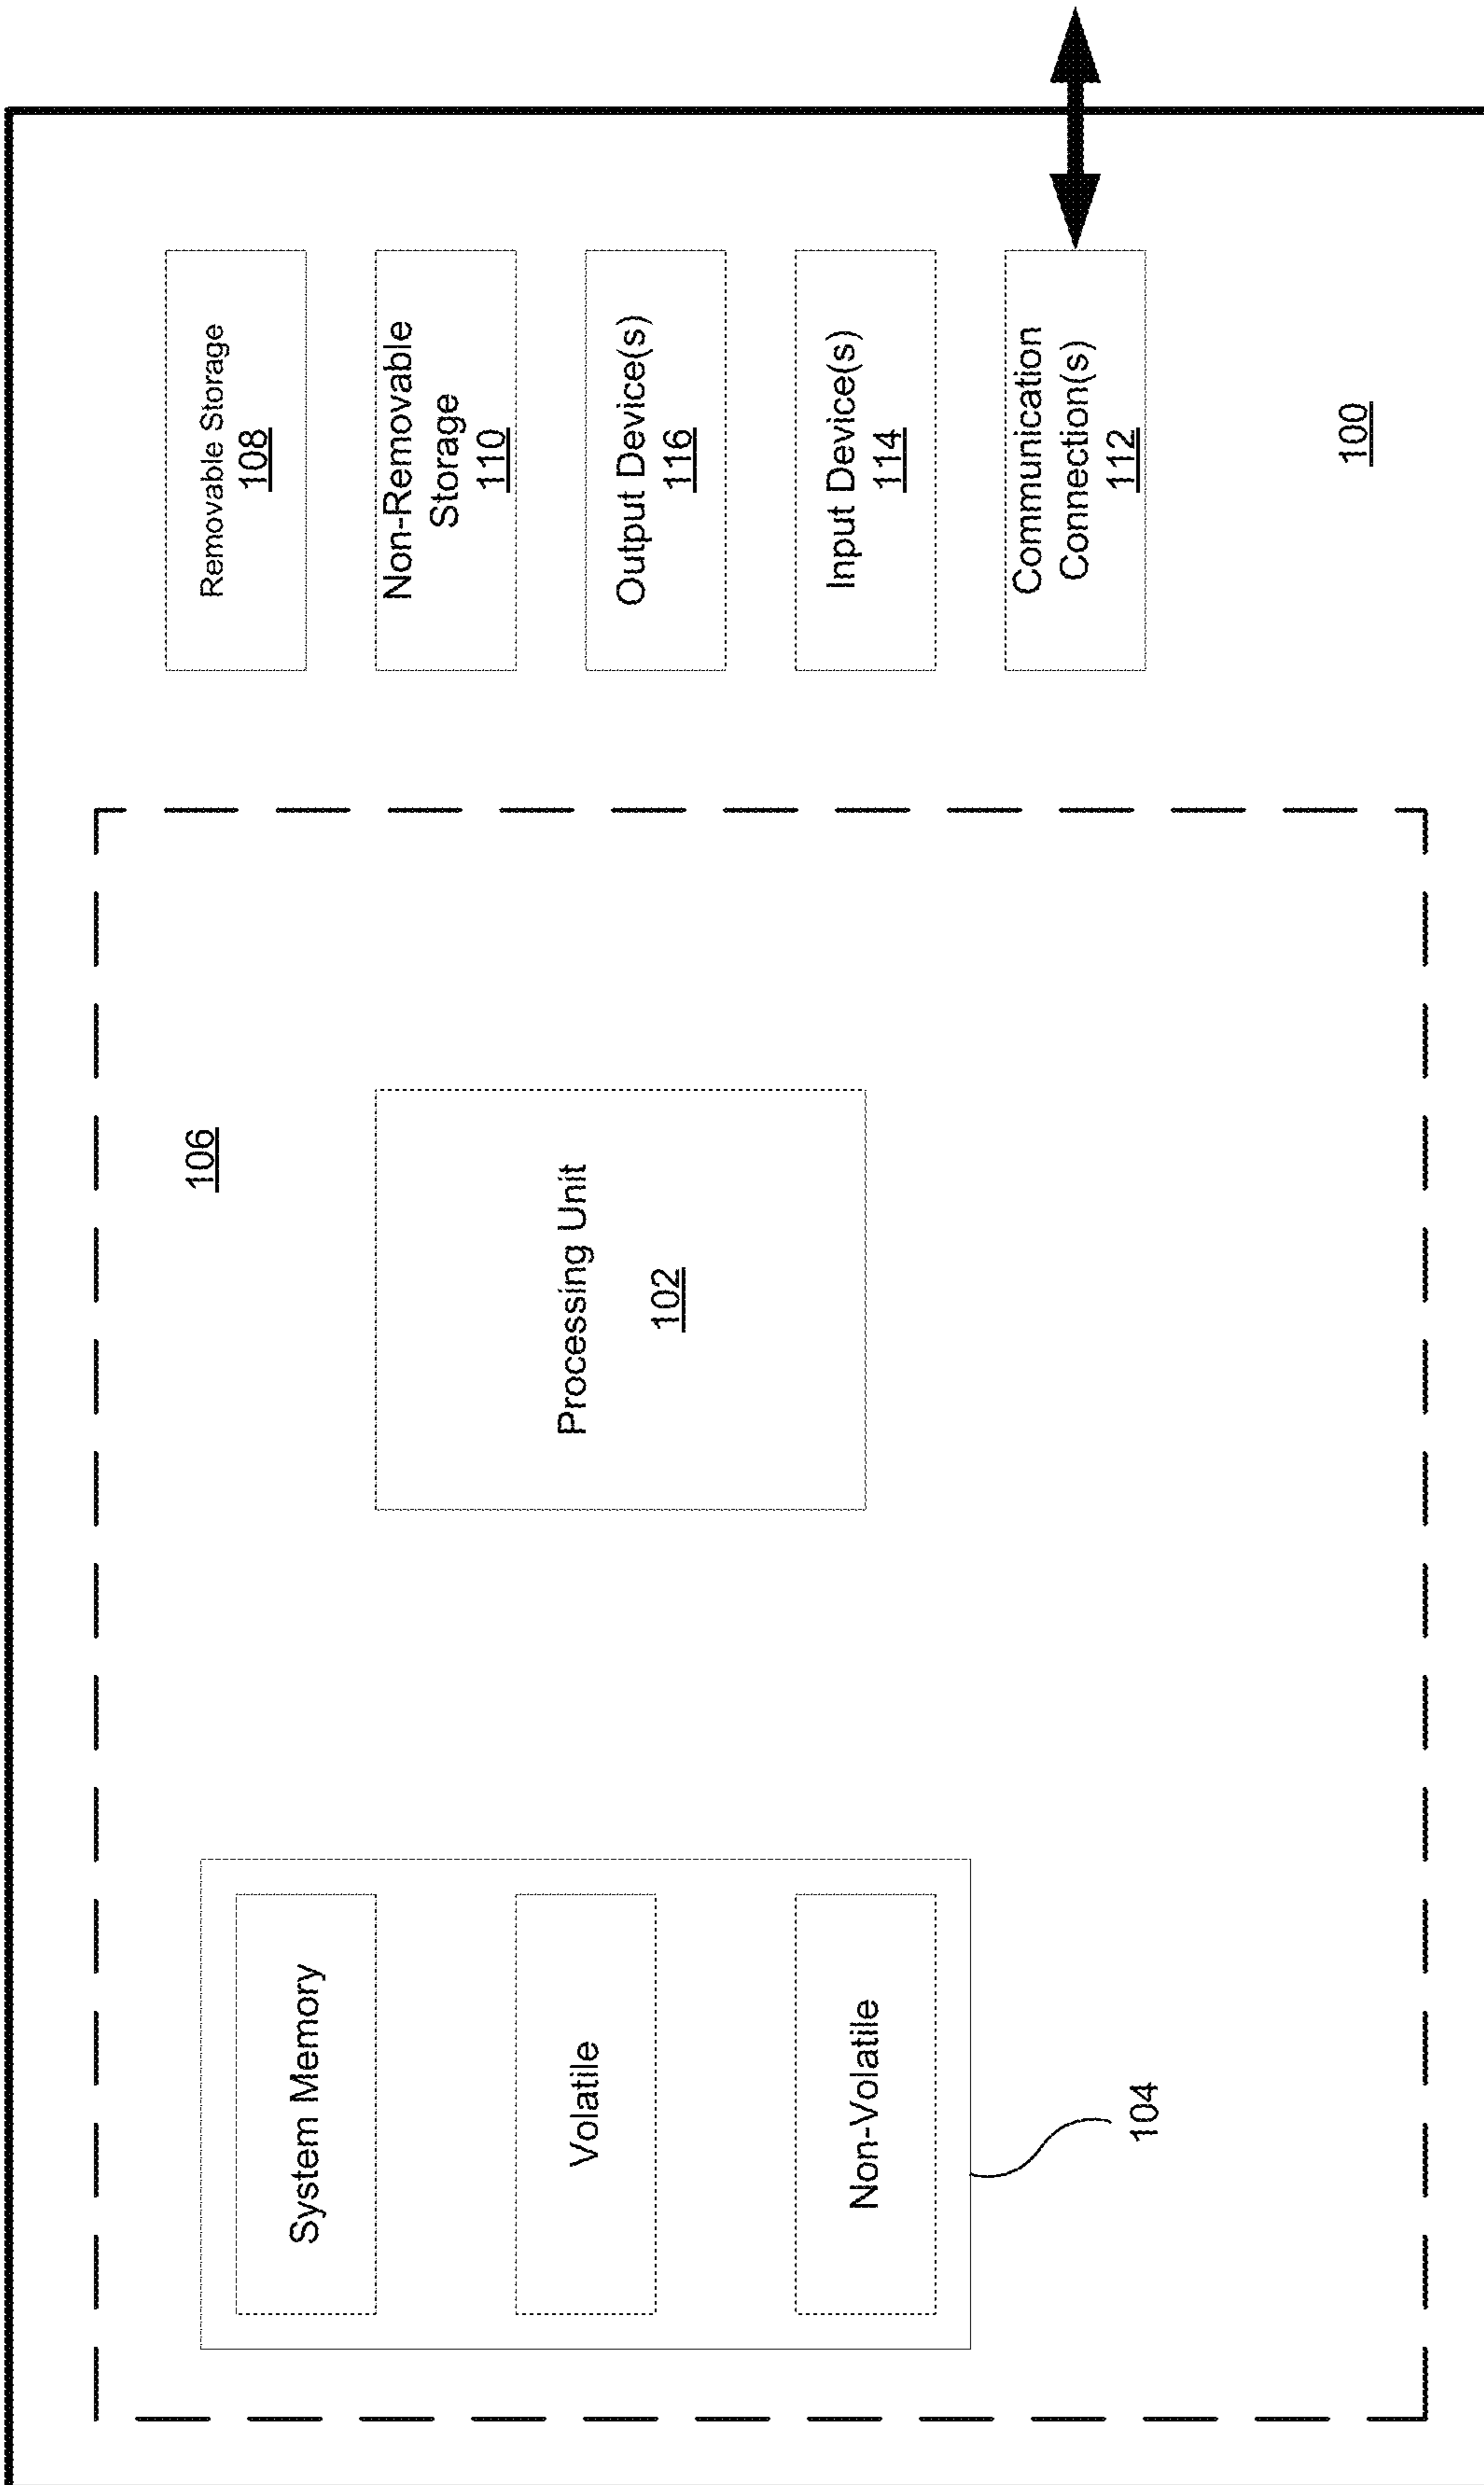 106
System Memory
Volatile
Non-Volatile
104
Processing Unit
102
Removable Storage
108
Non-Removable
Storage
110
Output Device(s)
116
Input Device(s)
114
Communication
Connection(s)
112
100